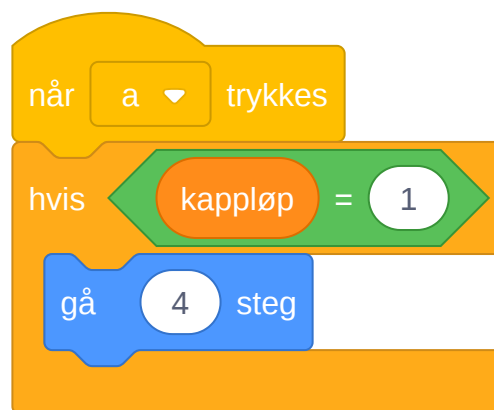 når a trykkes
hvis kappløp = 1
gå 4 steg